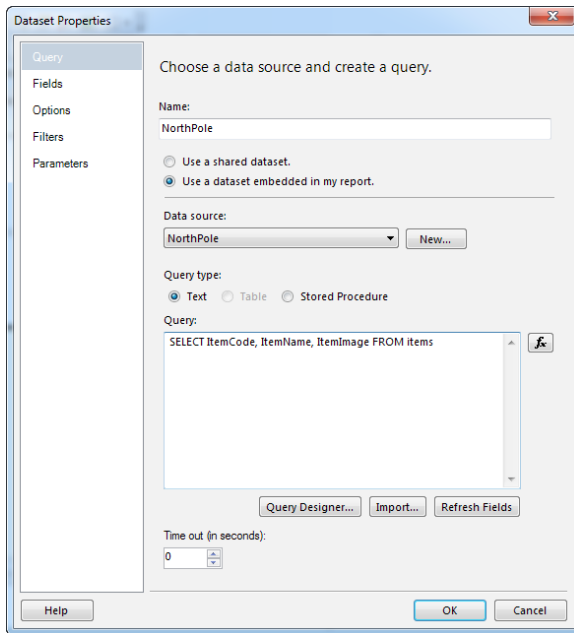 Dataset Properties
Query
Fields
Options
Filters
Parameters
Choose a data source and create a query.
Name:
NorthPole
Use a shared dataset.
Use a dataset embedded in my report.
Data source:
NorthPole
New...
Query type:
Text Table Stored Procedure
Query:
SELECT ItemCode, ItemName, ItemImage FROM items
fx
Query Designer... Import... Refresh Fields
Time out (in seconds):
0
Help OK Cancel